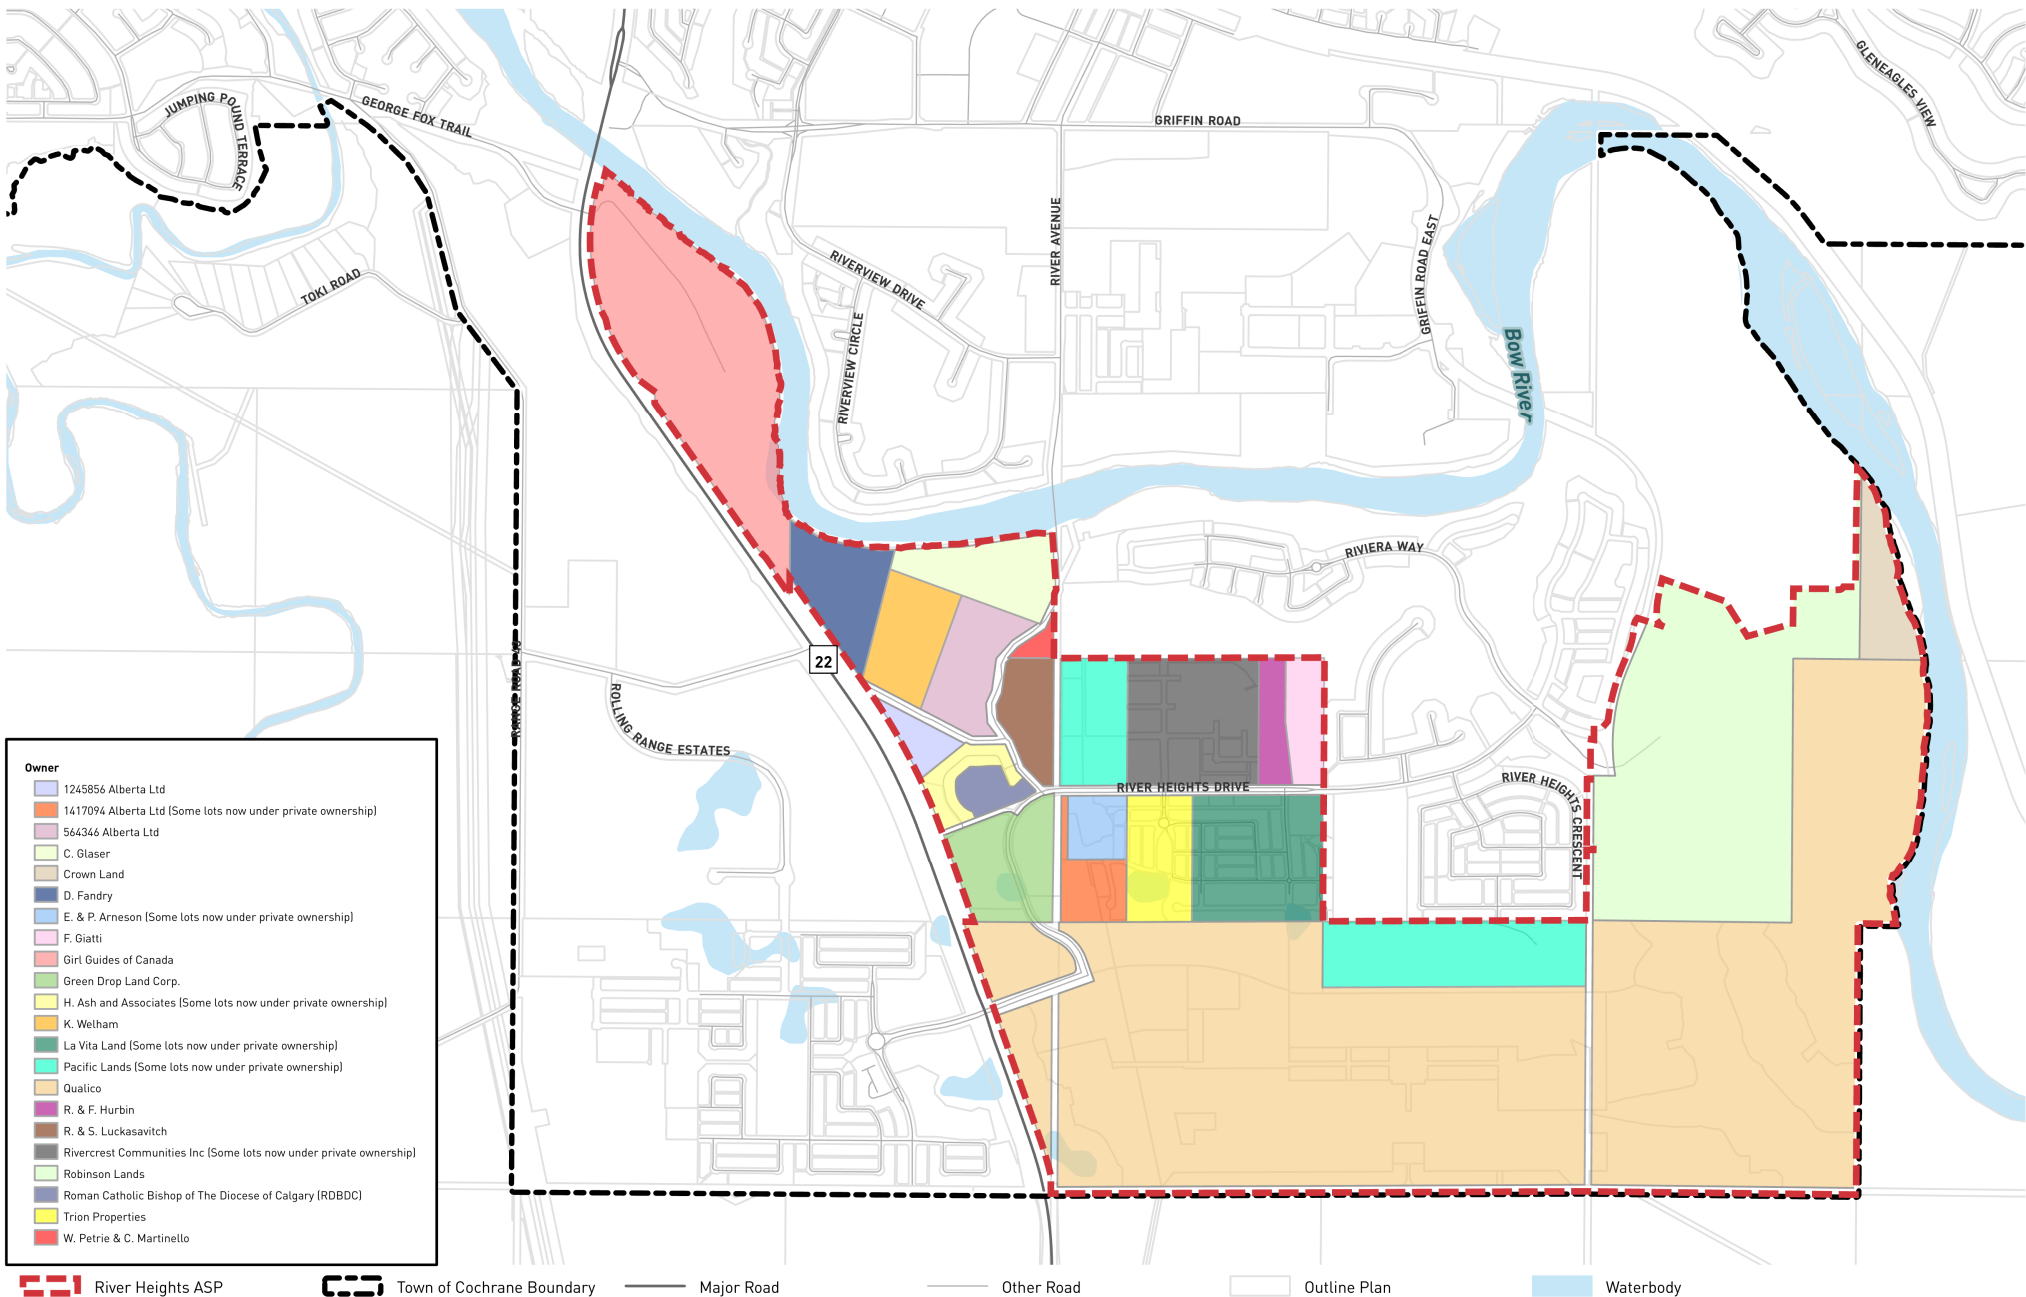 GLENEAGLES VIEW
JUMPING POUND TERRACE
GEORGE FOX TRAIL
GRIFFIN ROAD
RIVER AVENUE
GRIFFIN ROAD EAST
RIVERVIEW DRIVE
TOKI ROAD
RIVERVIEW CIRCLE
Bow River
RIVIERA WAY
22
ROLLING RANGE ESTATES
RIVER HEIGHTS DRIVE
RIVER HEIGHTS CRESCENT
Owner
1245856 Alberta Ltd
1417094 Alberta Ltd (Some lots now under private ownership)
564346 Alberta Ltd
C. Glaser
Crown Land
D. Fandry
E. & P. Arneson (Some lots now under private ownership)
F. Giatti
Girl Guides of Canada
Green Drop Land Corp.
H. Ash and Associates (Some lots now under private ownership)
K. Welham
La Vita Land (Some lots now under private ownership)
Pacific Lands (Some lots now under private ownership)
Qualico
R. & F. Hurbin
R. & S. Luckasavitch
Rivercrest Communities Inc (Some lots now under private ownership)
Robinson Lands
Roman Catholic Bishop of The Diocese of Calgary (RDBDC)
Trion Properties
W. Petrie & C. Martinello
River Heights ASP
Town of Cochrane Boundary
Major Road
Other Road
Outline Plan
Waterbody